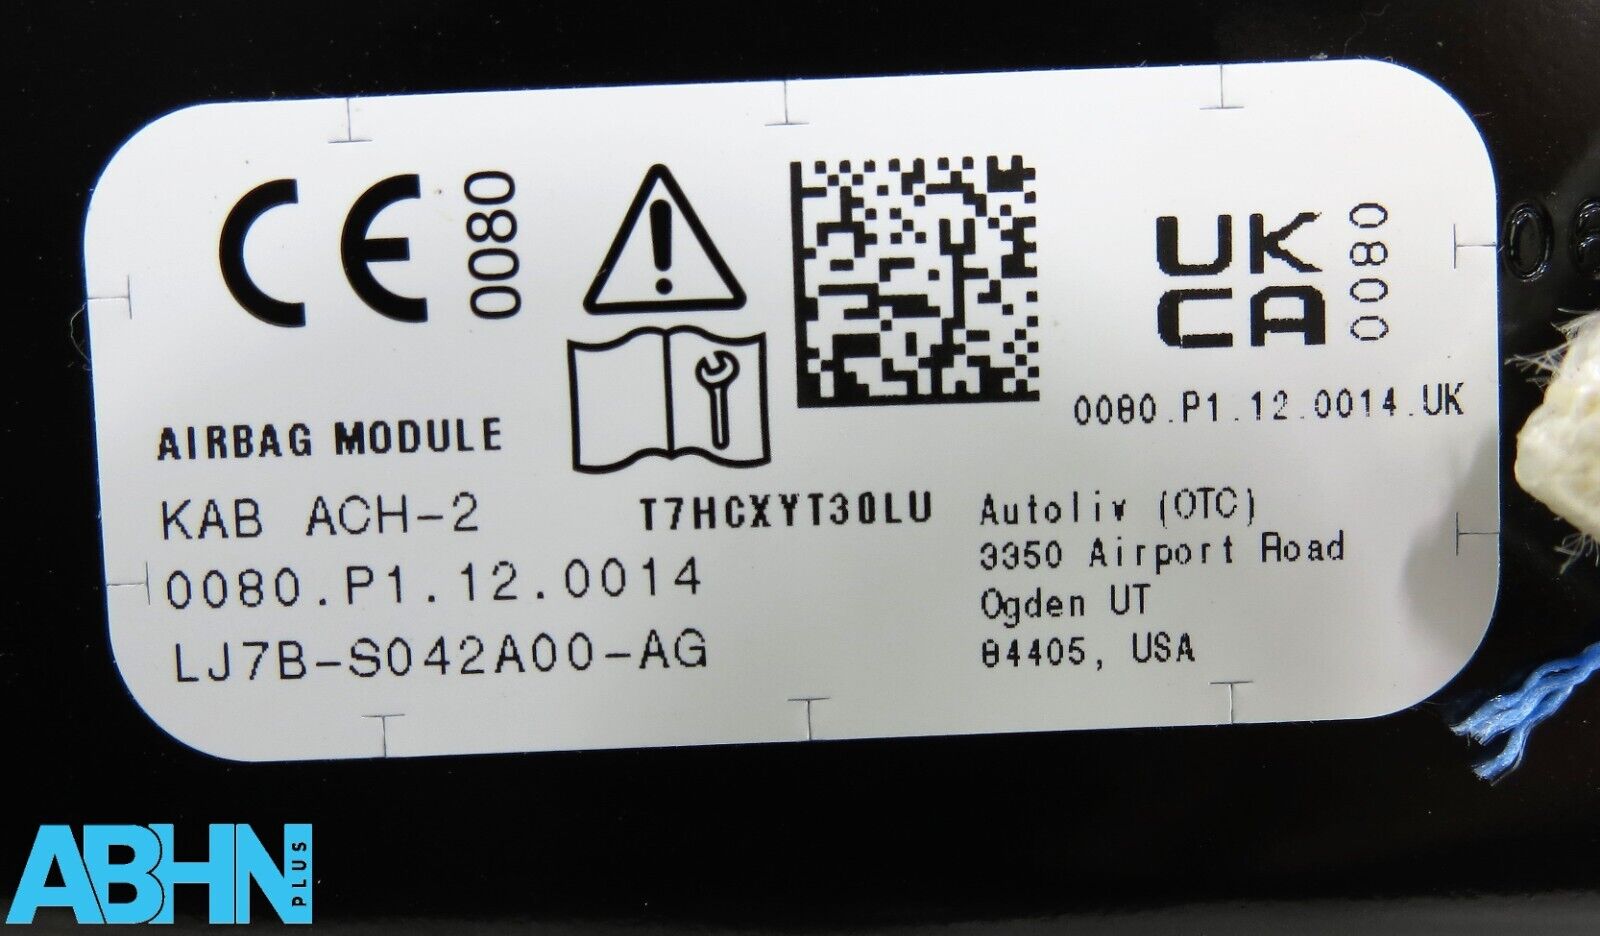 CE 0080
UK
CA 0080
0080.P1.12.0014.UK
AIRBAG MODULE
KAB ACH-2
T7HCXYT30LU
0080.P1.12.0014
LJ7B-S042A00-AG
Autoliv (OTC)
3350 Airport Road
Ogden UT
84405, USA
ABHN PLUS